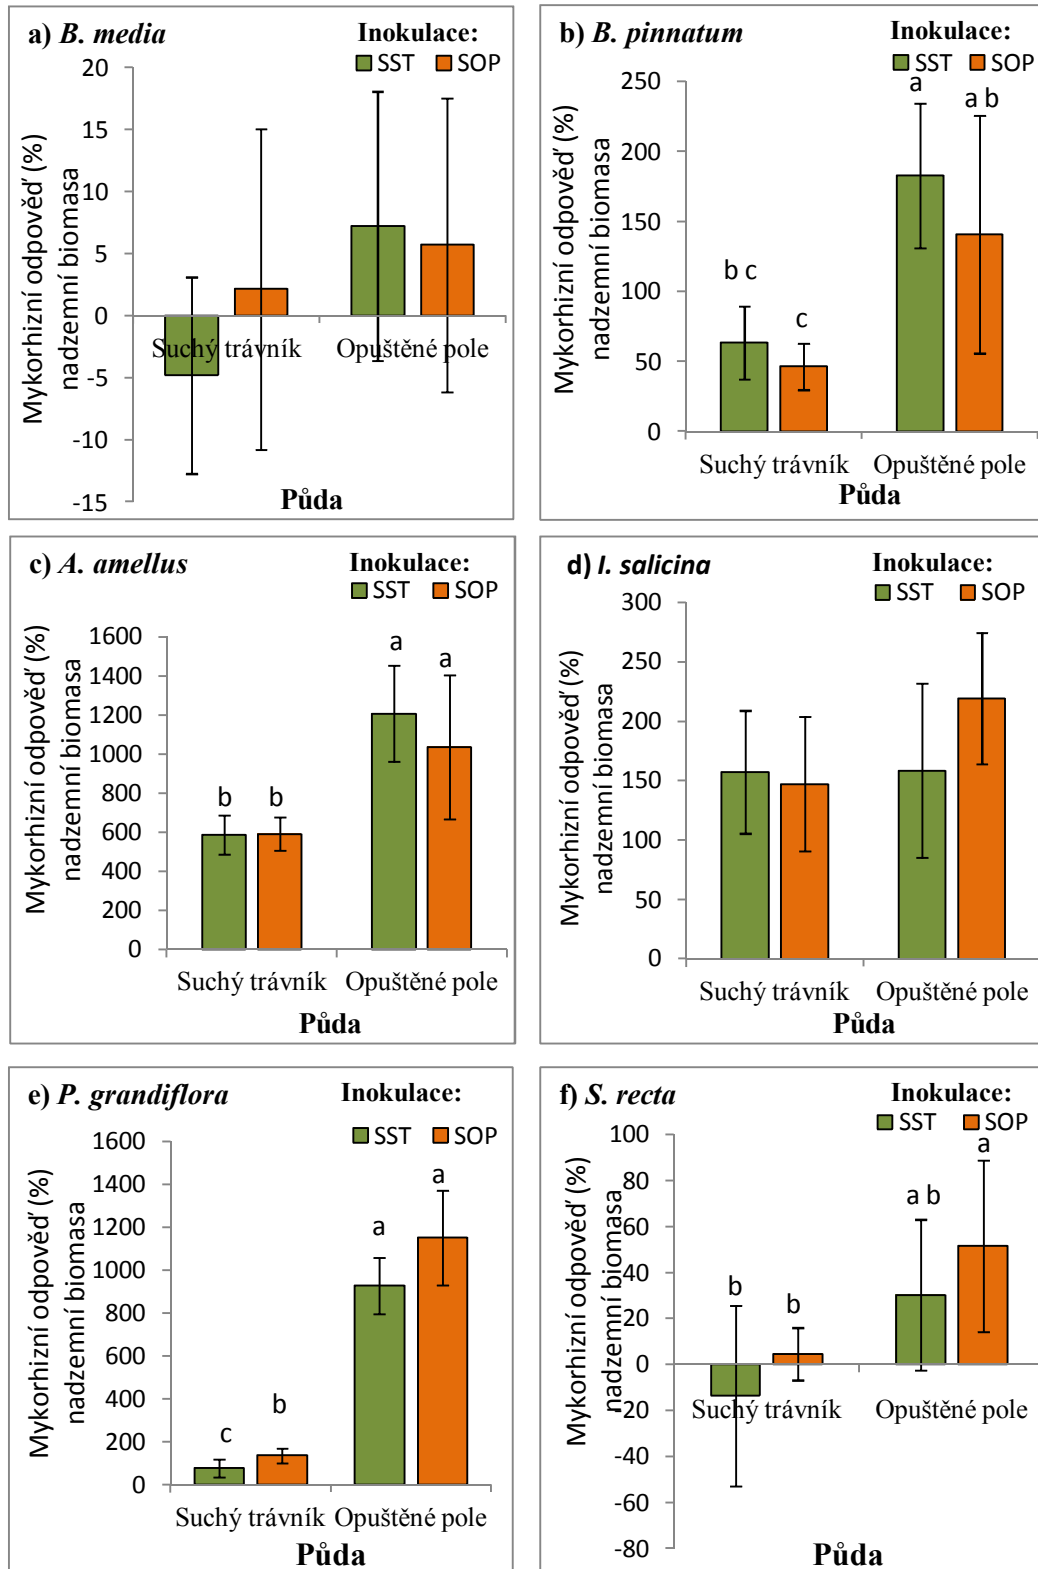 a) B. media
Inokulace:
SST SOP
Mykorhizní odpověď (%)
nadzemní biomasa
20
15
10
5
0
-5
-10
-15
Suchý trávník Opuštěné pole
Půda
b) B. pinnatum
Inokulace:
SST SOP
Mykorhizní odpověď (%)
nadzemní biomasa
250
200
150
100
50
0
b c
c
a
a b
Suchý trávník Opuštěné pole
Půda
c) A. amellus
Inokulace:
SST SOP
Mykorhizní odpověď (%)
nadzemní biomasa
1600
1400
1200
1000
800
600
400
200
0
b
b
a
a
Suchý trávník Opuštěné pole
Půda
d) I. salicina
Inokulace:
SST SOP
Mykorhizní odpověď (%)
nadzemní biomasa
300
250
200
150
100
50
0
Suchý trávník Opuštěné pole
Půda
e) P. grandiflora
Inokulace:
SST SOP
Mykorhizní odpověď (%)
nadzemní biomasa
1600
1400
1200
1000
800
600
400
200
0
c
b
a
a
Suchý trávník Opuštěné pole
Půda
f) S. recta
Inokulace:
SST SOP
Mykorhizní odpověď (%)
nadzemní biomasa
100
80
60
40
20
0
-20
-40
-60
-80
b
b
a b
a
Suchý trávník Opuštěné pole
Půda